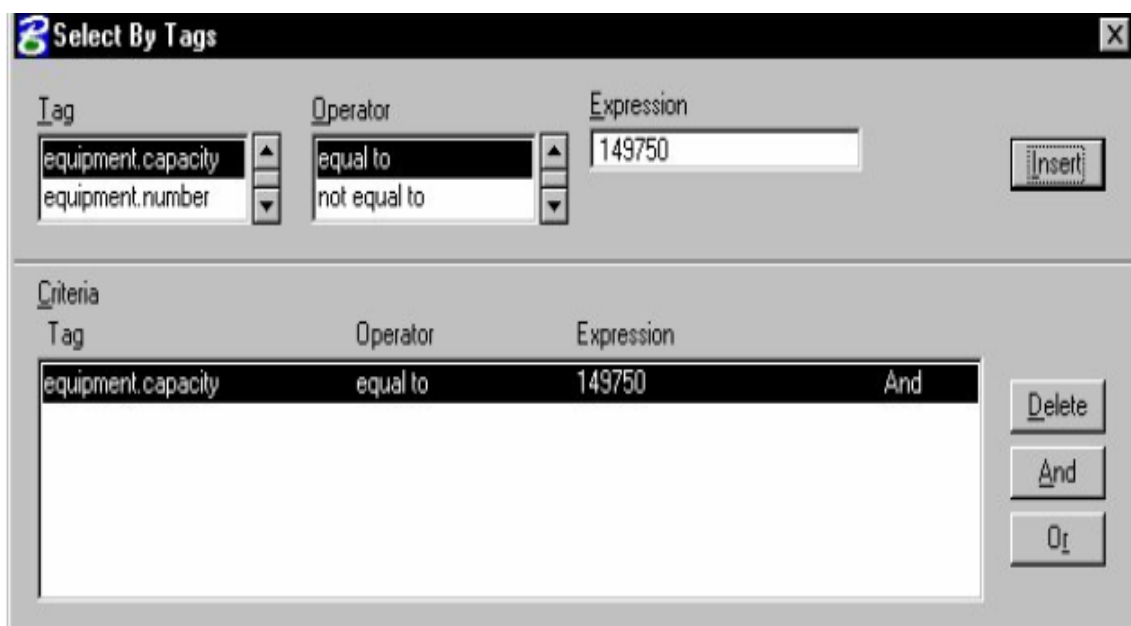 Select By Tags
Tag Operator Expression
equipment.capacity equal to 149750
equipment.number not equal to
Insert
Criteria
Tag Operator Expression
equipment.capacity equal to 149750 And
Delete
And
Or